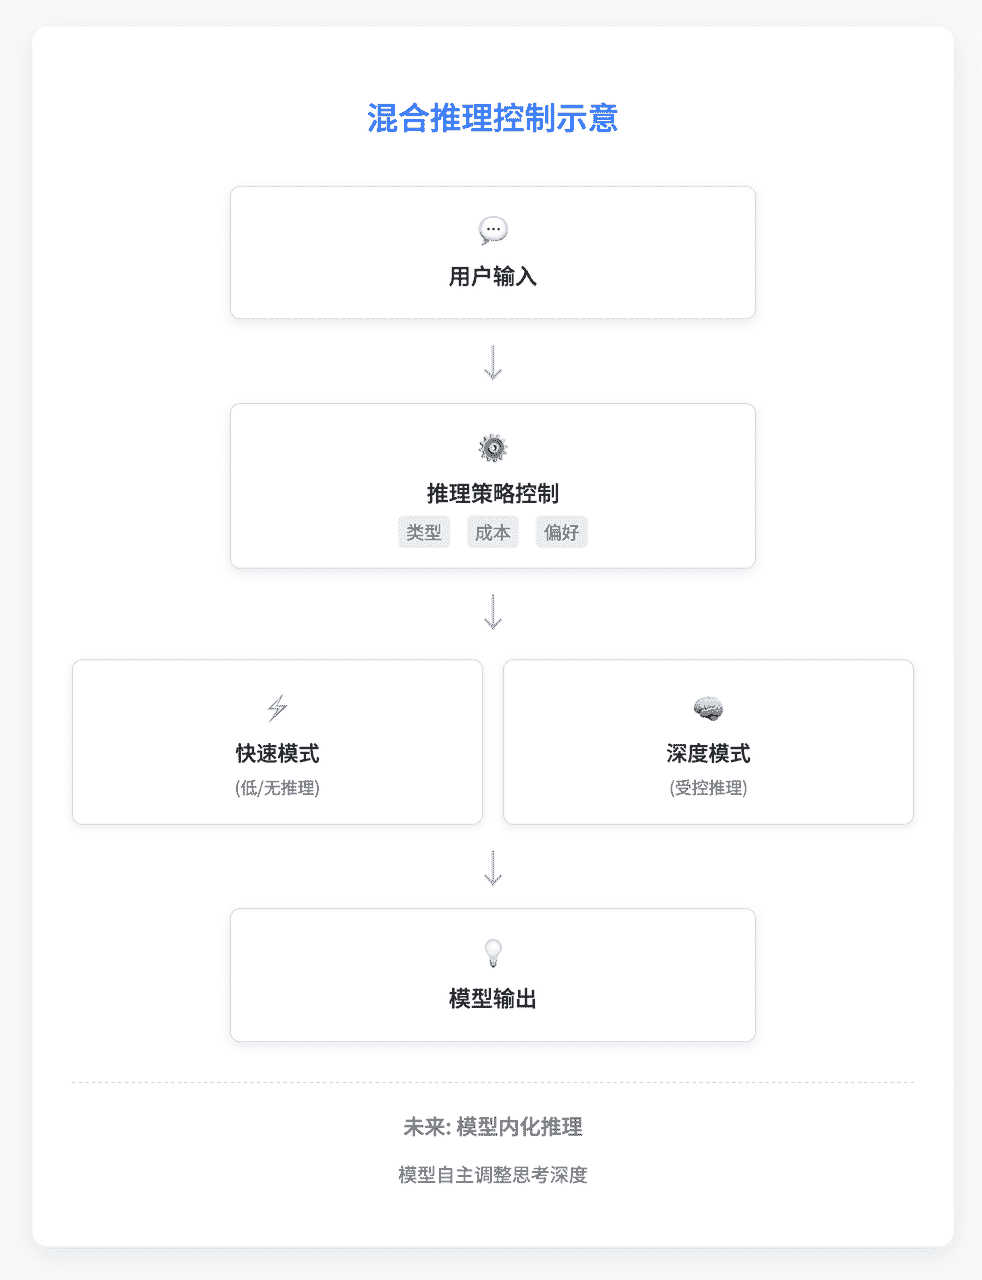 混合推理控制示意
用户输入
推理策略控制
类型 成本 偏好
快速模式
(低/无推理)
深度模式
(受控推理)
模型输出
未来: 模型内化推理
模型自主调整思考深度